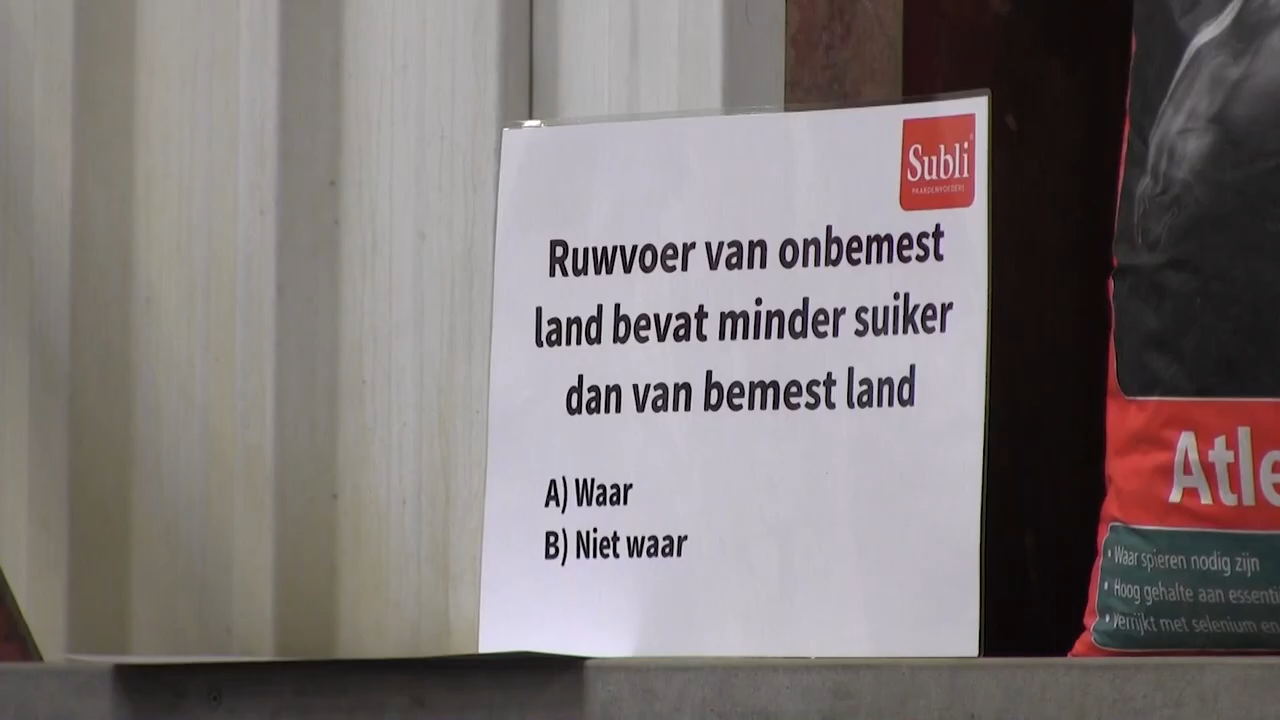 Subli
PAARDENVOEDERS
Ruwvoer van onbemest
land bevat minder suiker
dan van bemest land
A) Waar
B) Niet waar
Atle
• Waar spieren nodig zijn
• Hoog gehalte aan essenti
• Verrijkt met selenium en